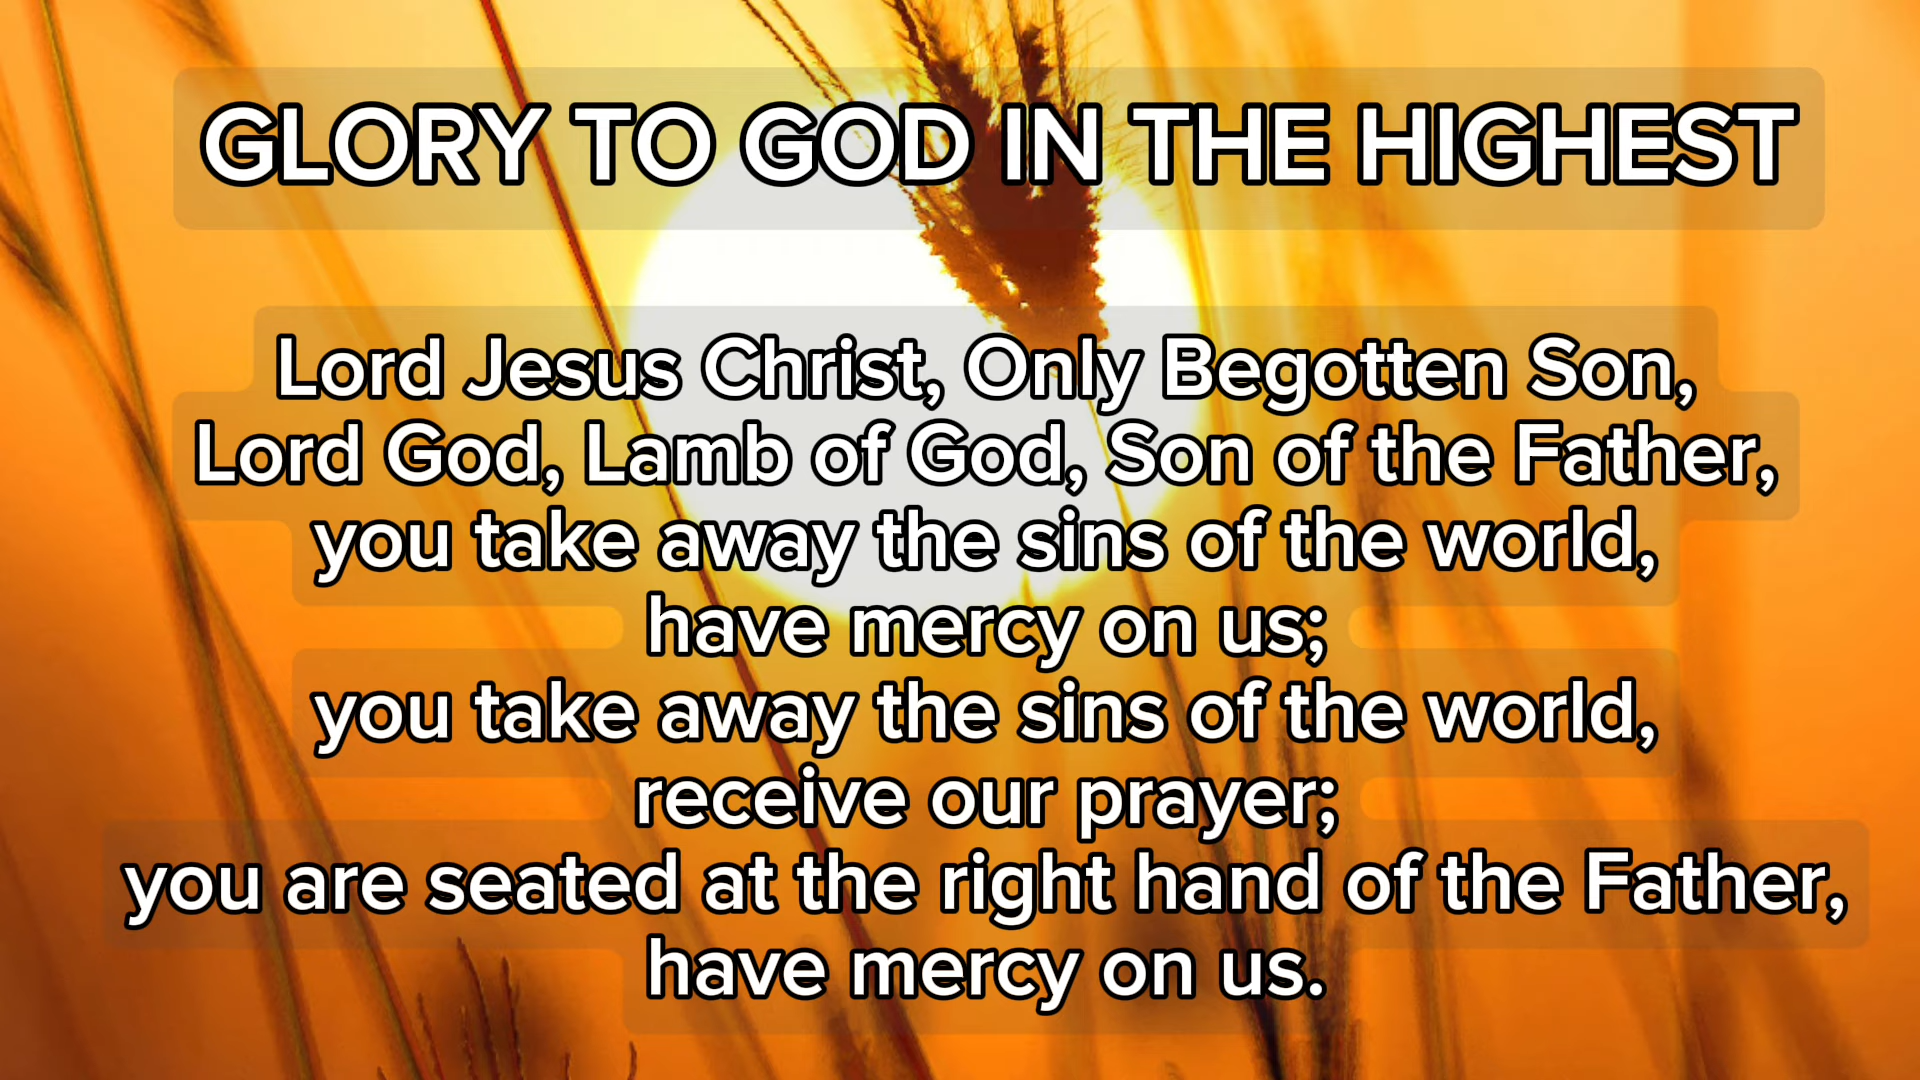 GLORY TO GOD IN THE HIGHEST
Lord Jesus Christ, Only Begotten Son,
Lord God, Lamb of God, Son of the Father,
you take away the sins of the world,
have mercy on us;
you take away the sins of the world,
receive our prayer;
you are seated at the right hand of the Father,
have mercy on us.